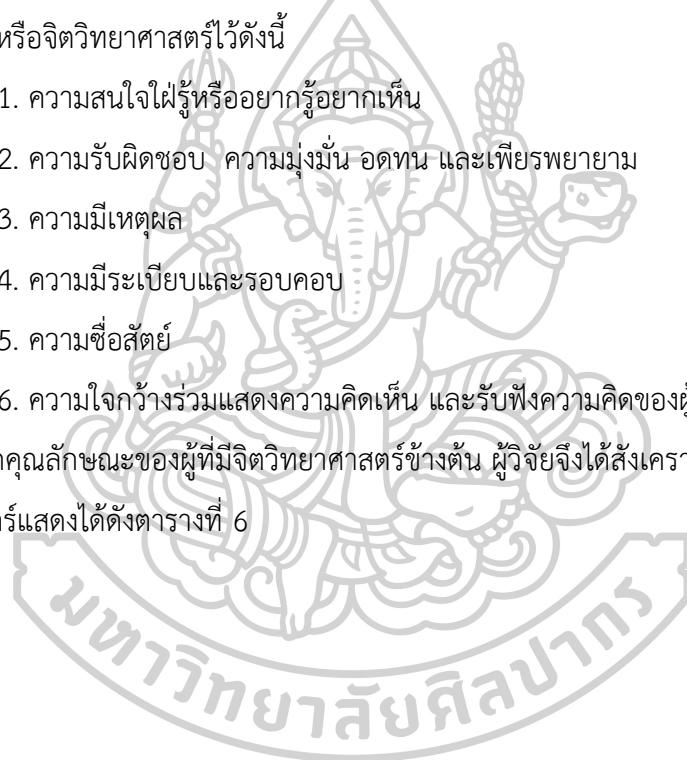 หรือจิตวิทยาศาสตร์ไว้ดังนี้
1. ความสนใจใฝ่รู้หรืออยากรู้อยากเห็น
2. ความรับผิดชอบ ความมุ่งมั่น อดทน และเพียรพยายาม
3. ความมีเหตุผล
4. ความมีระเบียบและรอบคอบ
5. ความซื่อสัตย์
6. ความใจกว้างร่วมแสดงความคิดเห็น และรับฟังความคิดของ
คุณลักษณะของผู้ที่มีจิตวิทยาศาสตร์ข้างต้น ผู้วิจัยจึงได้สังเครา
ร์แสดงได้ดังตารางที่ 6
มหาวิทยาลัยศิลปากร